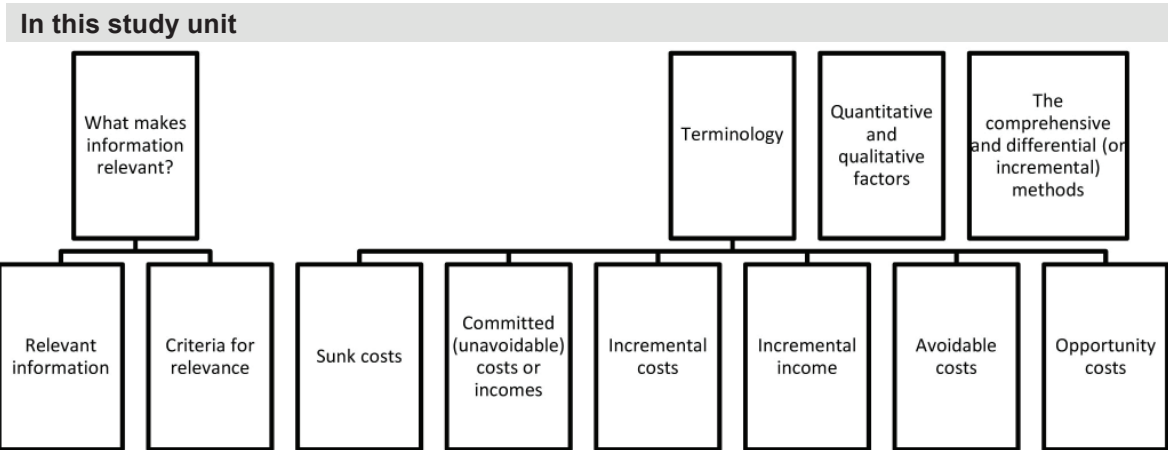 In this study unit
What makes
information
relevant?
Terminology
Quantitative
and
qualitative
factors
The
comprehensive
and differential (or
incremental)
methods
Relevant
information
Criteria for
relevance
Sunk costs
Committed
(unavoidable)
costs or
incomes
Incremental
costs
Incremental
income
Avoidable
costs
Opportunity
costs